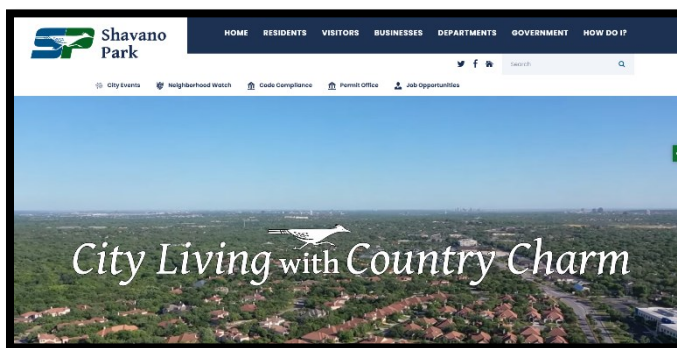 SP Shavano Park
HOME RESIDENTS VISITORS BUSINESSES DEPARTMENTS GOVERNMENT HOW DO I?
Search
City Events Neighborhood Watch Code Compliance Permit Office Job Opportunities
City Living with Country Charm